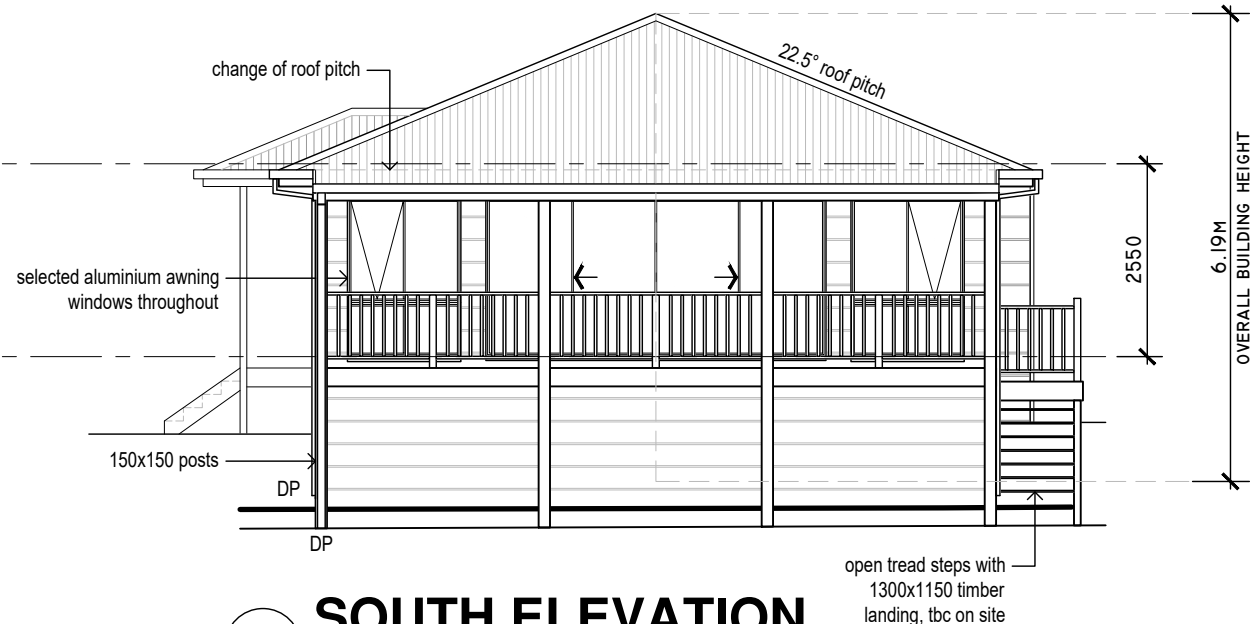 22.5° roof pitch
change of roof pitch
6.19M
OVERALL BUILDING HEIGHT
2550
selected aluminium awning
windows throughout
150x150 posts
DP
DP
open tread steps with
1300x1150 timber
landing, tbc on site
SOUTH ELEVATION